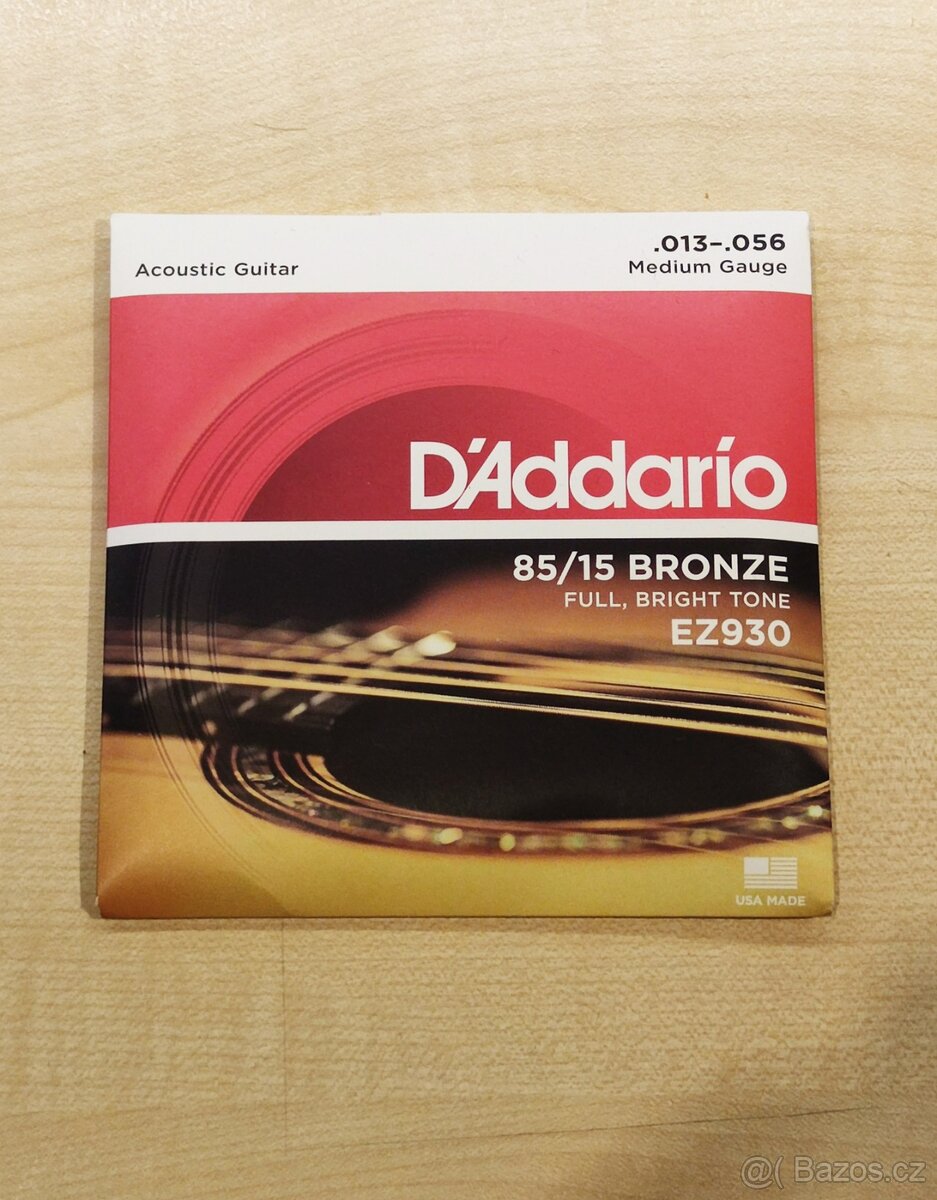 .013–.056
Acoustic Guitar
Medium Gauge
D'Addario
85/15 BRONZE
FULL, BRIGHT TONE
EZ930
USA MADE
@( Bazos.cz